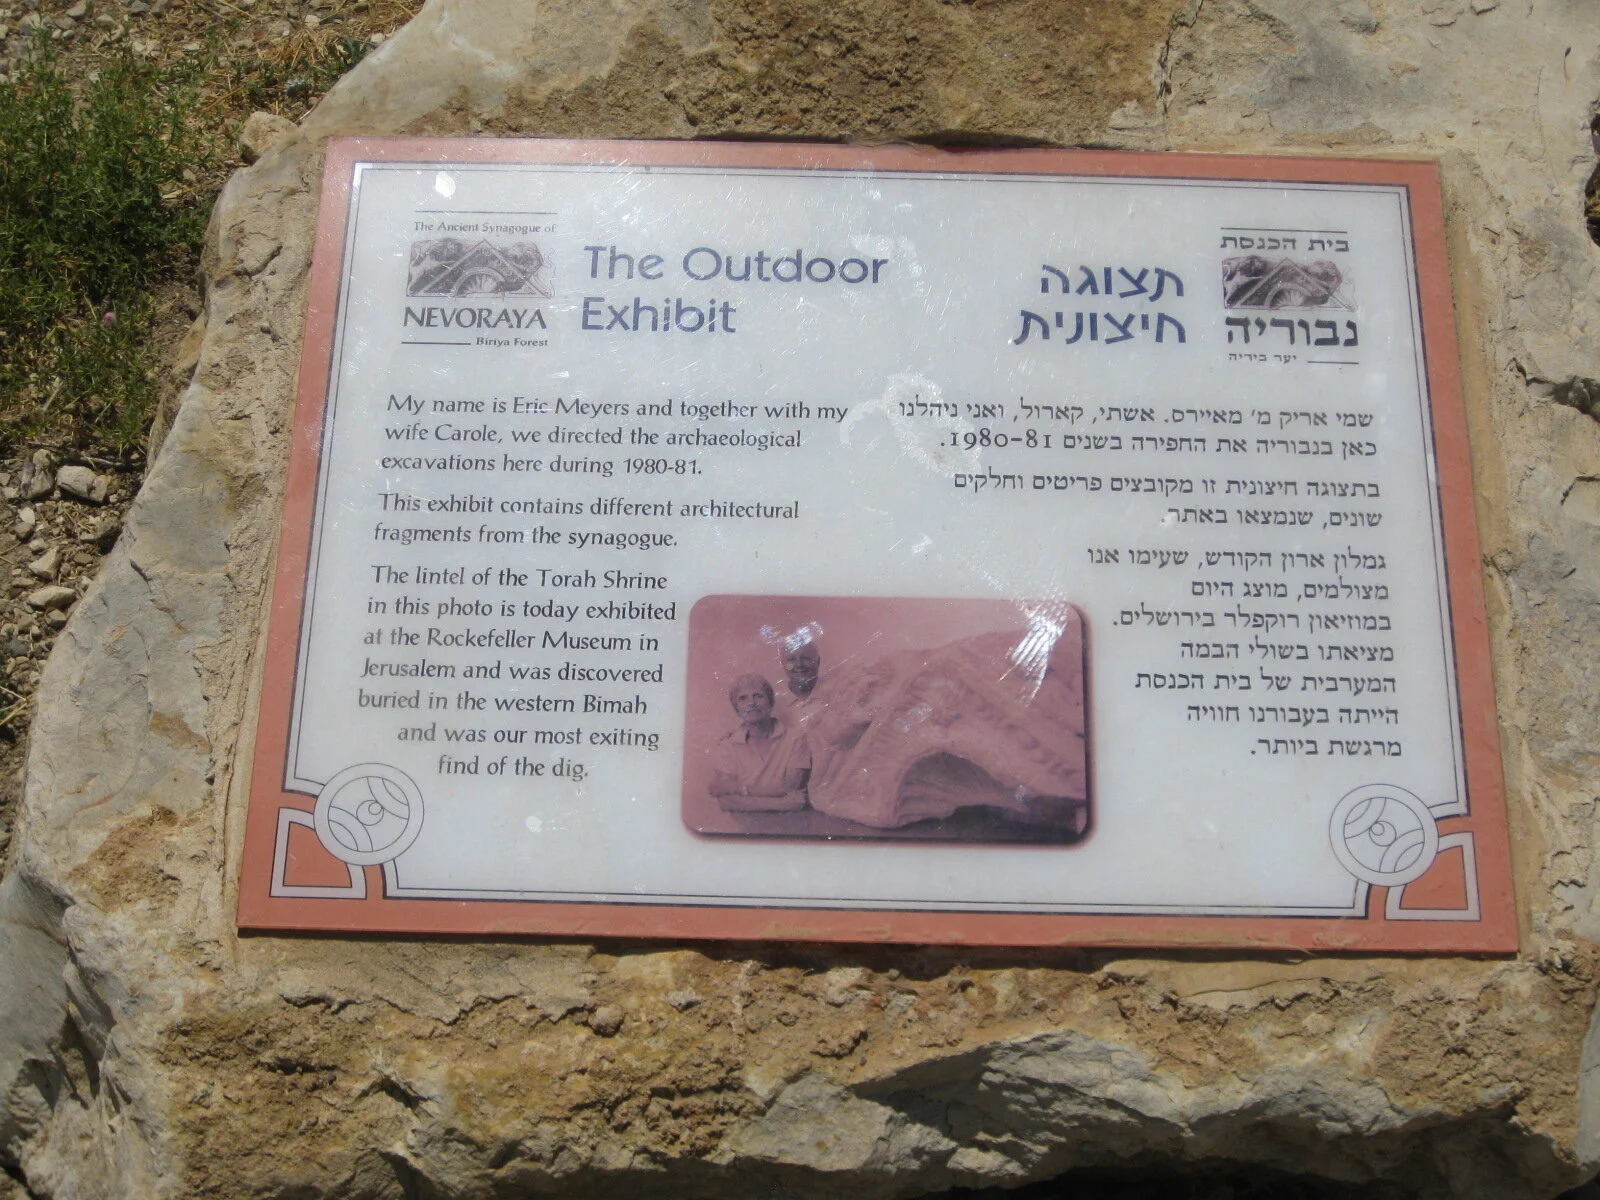 The Ancient Synagogue of
NEVORAYA
Biriya Forest
The Outdoor
Exhibit
My name is Eric Meyers and together with my
wife Carole, we directed the archaeological
excavations here during 1980-81.
This exhibit contains different architectural
fragments from the synagogue.
The lintel of the Torah Shrine
in this photo is today exhibited
at the Rockefeller Museum in
Jerusalem and was discovered
buried in the western Bimah
and was our most exiting
find of the dig.
בית הכנסת
נבוריה
יער ביריה
תצוגה
חיצונית
שמי אריק מ' מאיירס. אשתי, קארול, ואני ניהלנו
כאן בנבוריה את החפירה בשנים 1980-81.
בתצוגה חיצונית זו מקובצים פריטים וחלקים
שונים, שנמצאו באתר.
גמלון ארון הקודש, שעימו אנו
מצולמים, מוצג היום
במוזיאון רוקפלר בירושלים.
מציאתו בשולי הבמה
המערבית של בית הכנסת
הייתה בעבורנו חוויה
מרגשת ביותר.